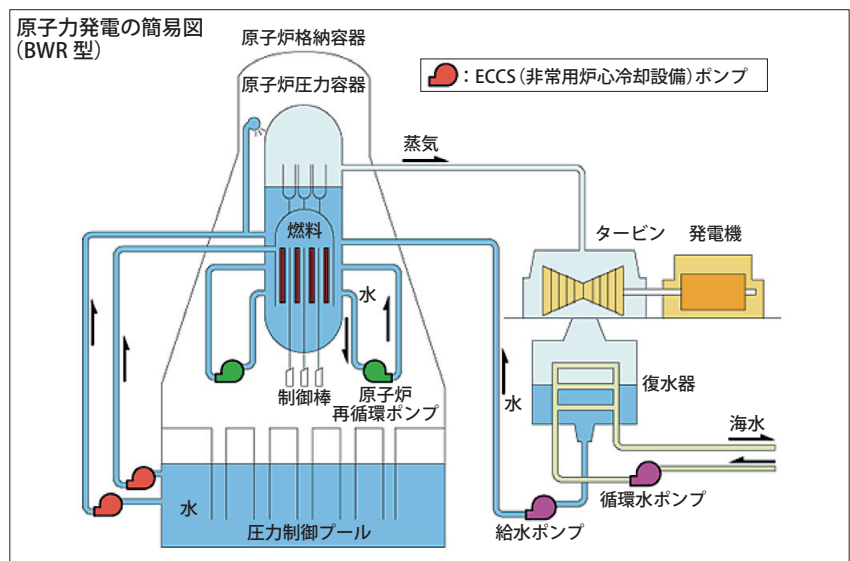 原子力発電の簡易図
（BWR 型）
原子炉格納容器
原子炉圧力容器
：ECCS（非常用炉心冷却設備）ポンプ
蒸気
燃料
タービン
発電機
水
制御棒
原子炉
再循環ポンプ
水
復水器
海水
循環水ポンプ
給水ポンプ
水
圧力制御プール